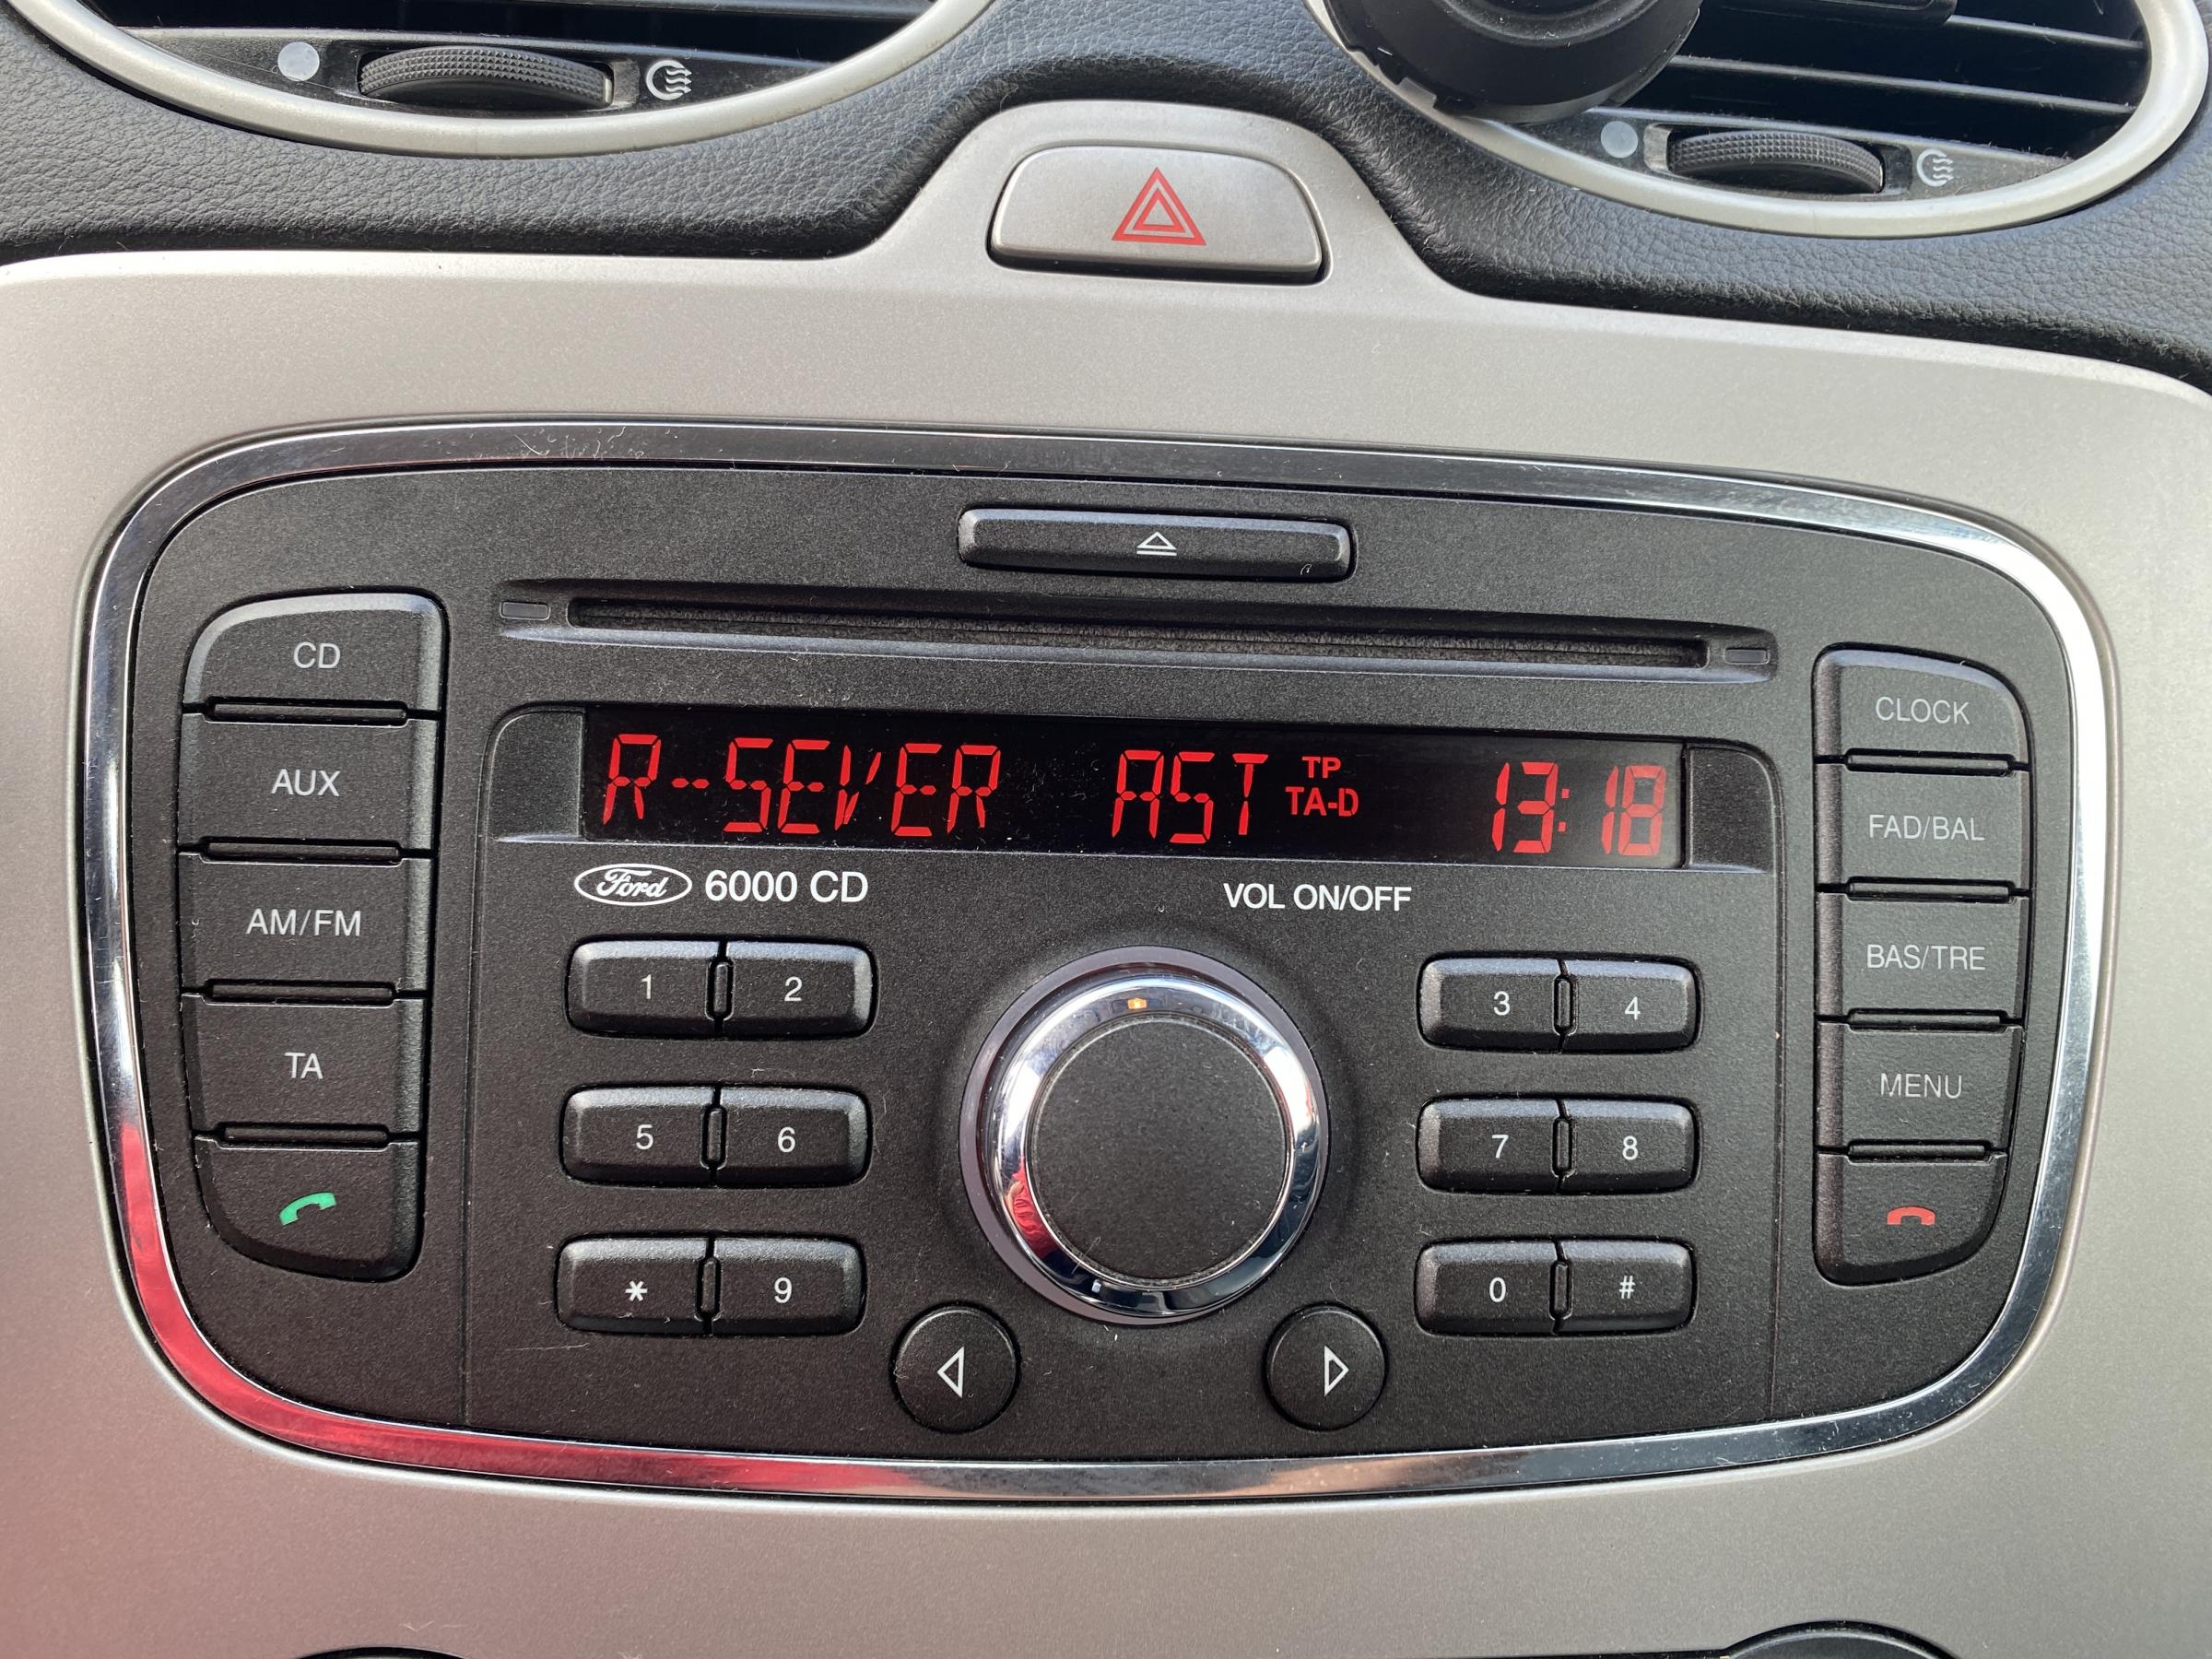 CD
AUX
AM/FM
TA
R--SEVER AST TP TA-D 13:18
Ford 6000 CD
VOL ON/OFF
1 2
3 4
5 6
7 8
* 9
0 #
CLOCK
FAD/BAL
BAS/TRE
MENU